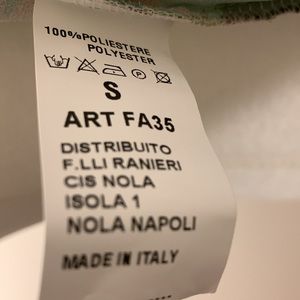 100%POLIESTERE
POLYESTER
S
ART FA35
DISTRIBUITO
F.LLI RANIERI
CIS NOLA
ISOLA 1
NOLA NAPOLI
MADE IN ITALY